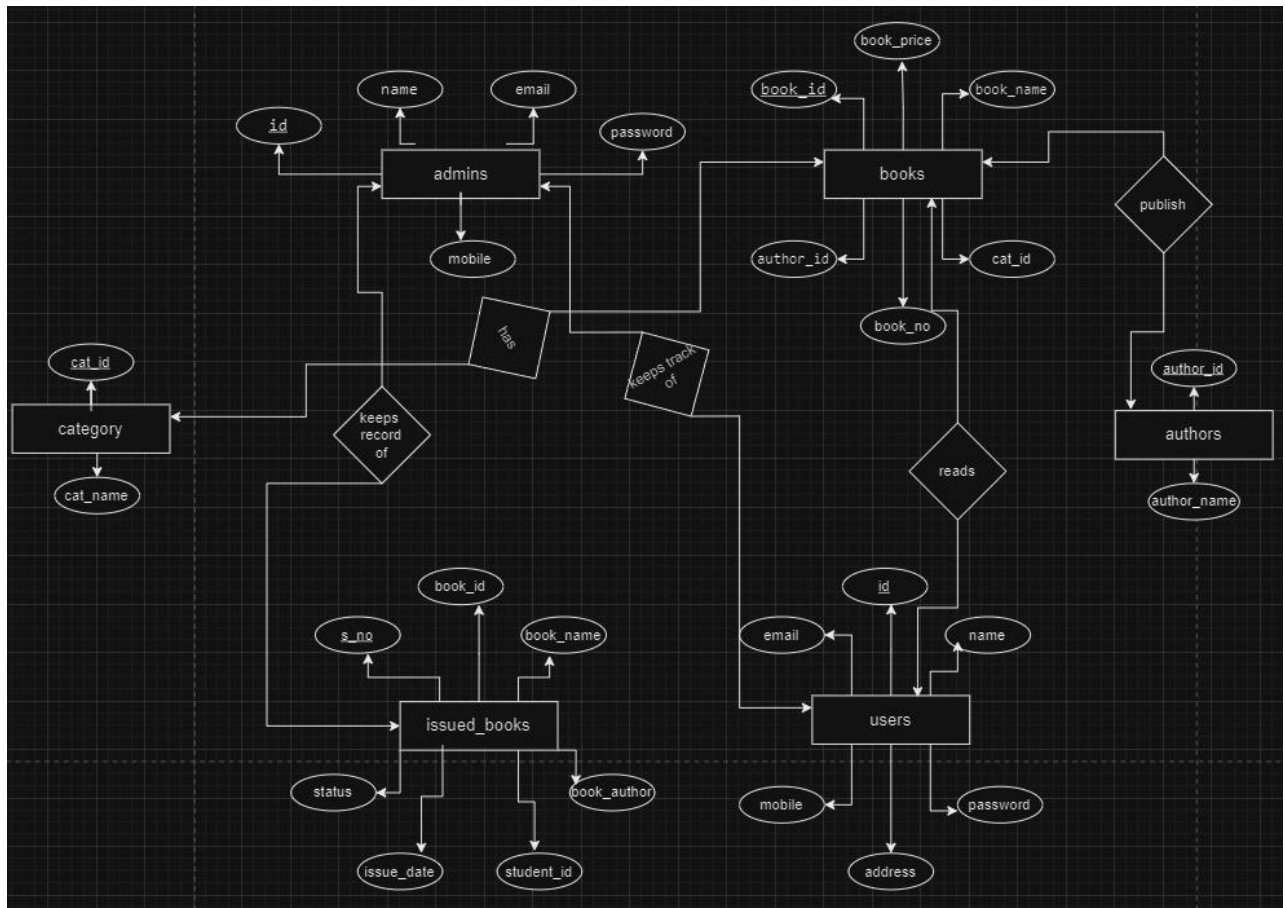 book_price
name
email
book_id
book_name
id
password
admins
books
publish
mobile
author_id
cat_id
has
book_no
keeps track
of
cat_id
author_id
category
keeps
record
of
authors
reads
cat_name
author_name
book_id
id
s_no
book_name
email
name
issued_books
users
status
book_author
mobile
password
issue_date
student_id
address